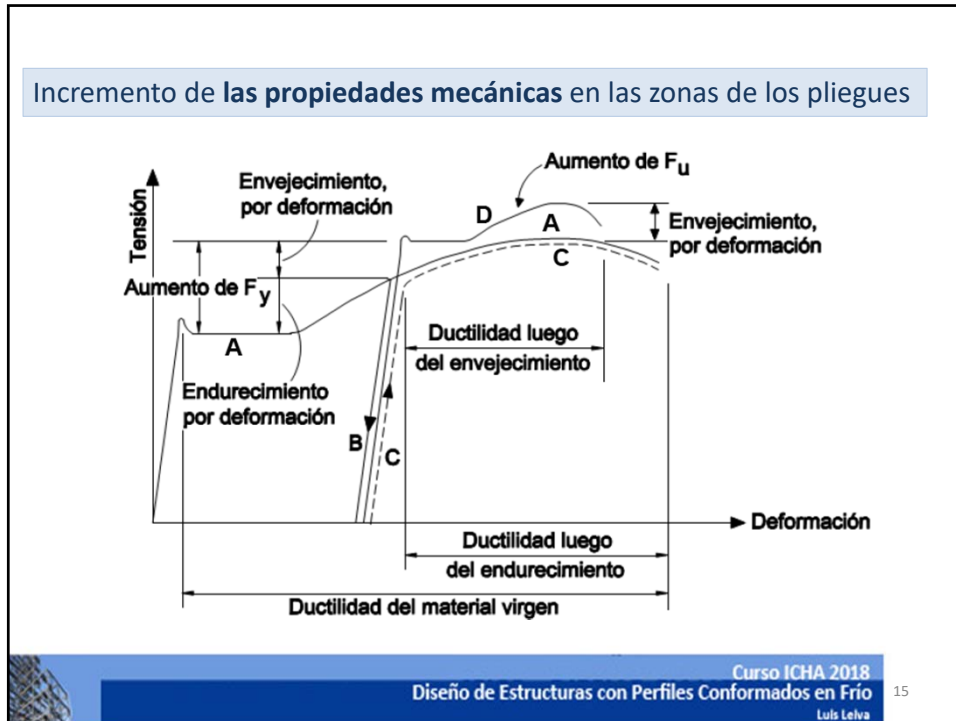 Incremento de las propiedades mecánicas en las zonas de los pliegues
Tensión
Envejecimiento,
por deformación
Aumento de Fu
D
A
C
Envejecimiento,
por deformación
Aumento de Fy
A
Endurecimiento
por deformación
B
C
Ductilidad luego
del envejecimiento
Deformación
Ductilidad luego
del endurecimiento
Ductilidad del material virgen
Curso ICHA 2018
Diseño de Estructuras con Perfiles Conformados en Frío
Luis Leiva
15